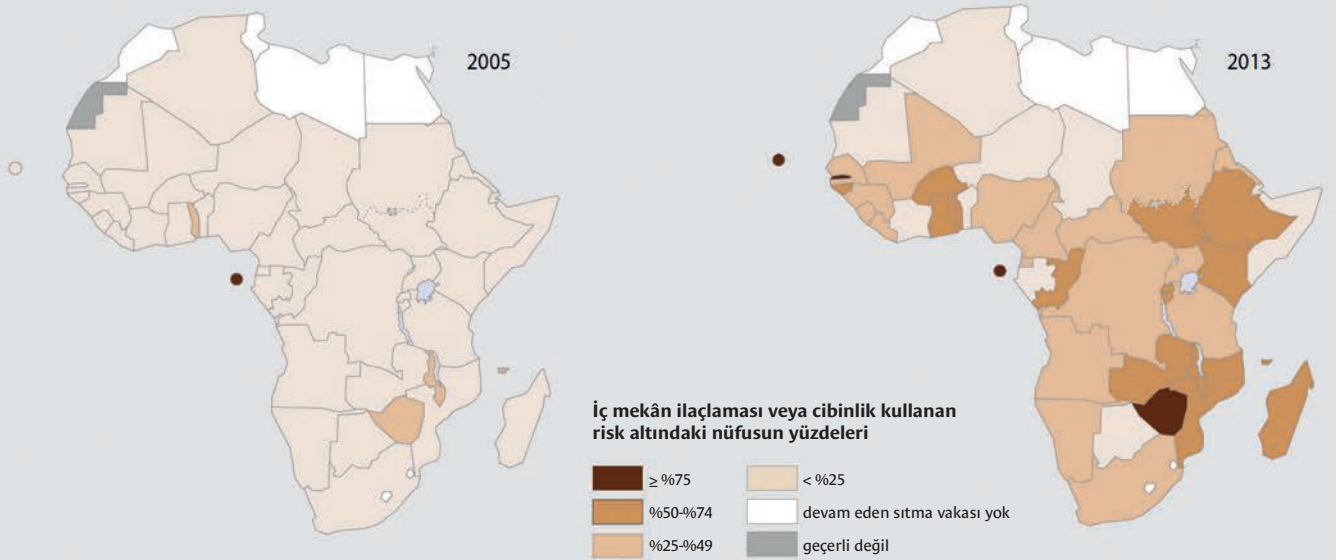 2005
2013
İç mekân ilaçlaması veya cibinlik kullanan
risk altındaki nüfusun yüzdeleri
≥ %75
%50-%74
%25-%49
< %25
devam eden sıtma vakası yok
geçerli değil